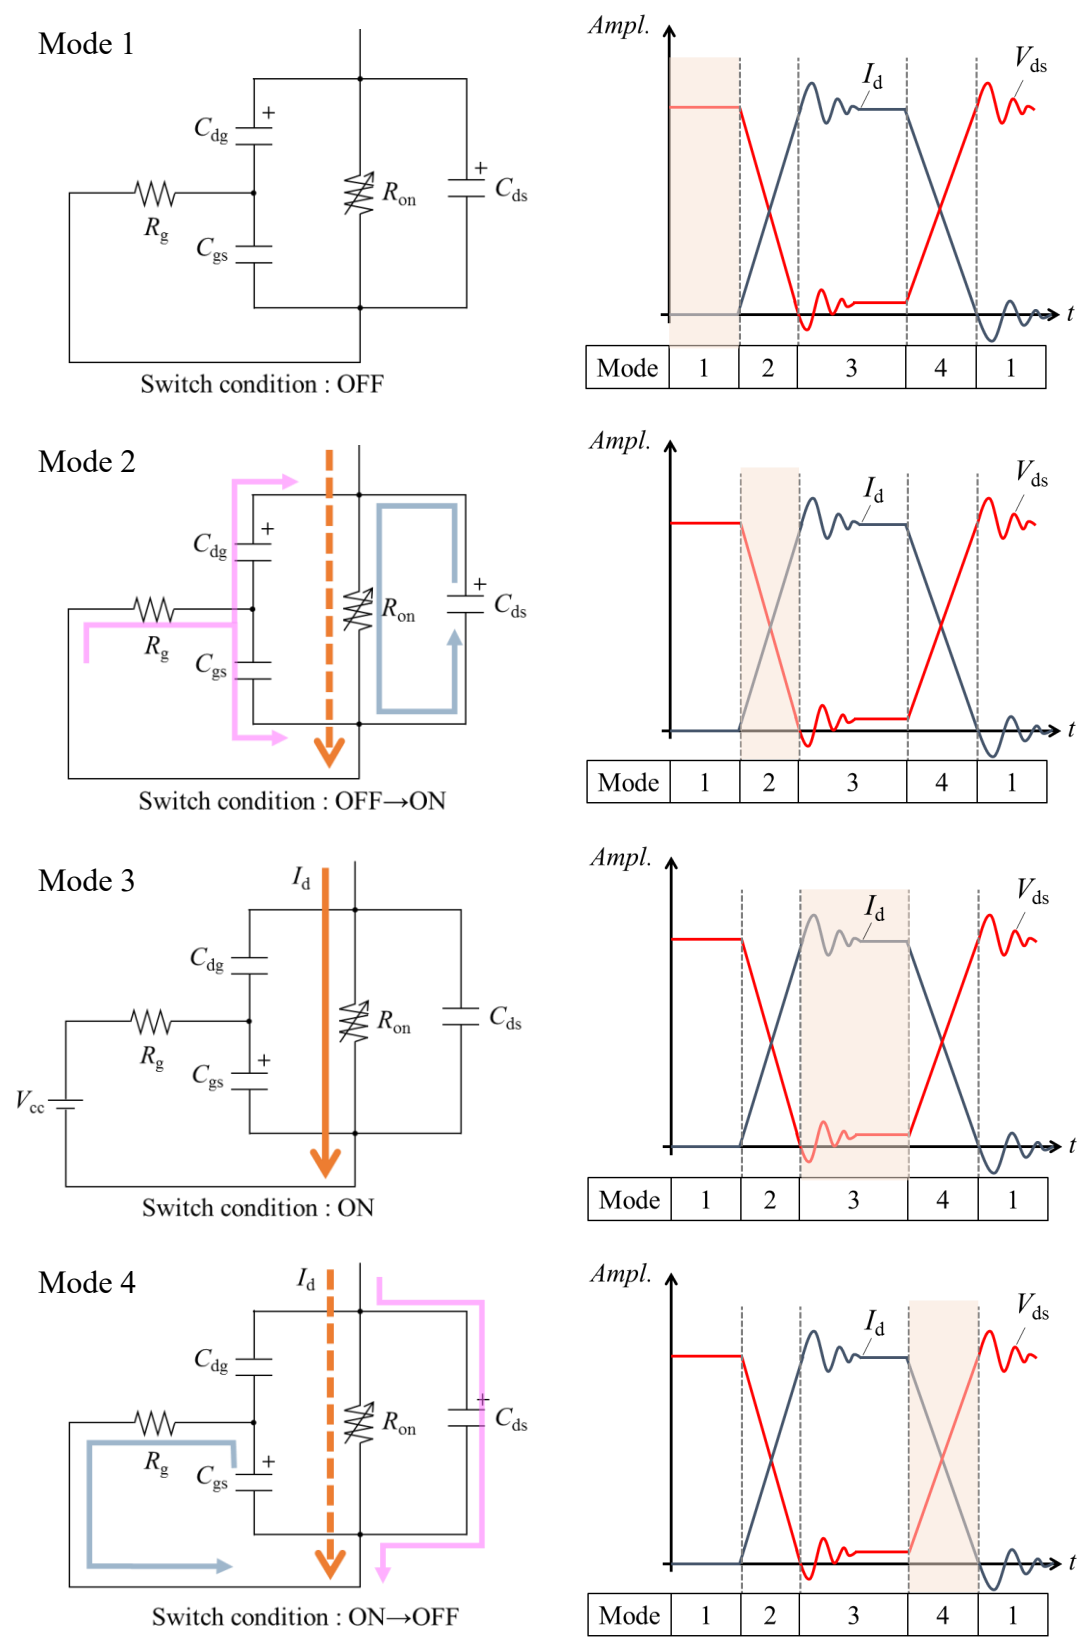 Mode 1
Cdg
+
Rg
Cgs
Ron
+
Cds
Switch condition : OFF
Ampl.
Id
Vds
t
Mode 1 2 3 4 1
Mode 2
Cdg
+
Rg
Cgs
Ron
+
Cds
Switch condition : OFF→ON
Ampl.
Id
Vds
t
Mode 1 2 3 4 1
Mode 3
Id
Cdg
Rg
Cgs
+
Ron
Cds
Vcc
Switch condition : ON
Ampl.
Id
Vds
t
Mode 1 2 3 4 1
Mode 4
Id
Cdg
Rg
Cgs
+
Ron
+
Cds
Switch condition : ON→OFF
Ampl.
Id
Vds
t
Mode 1 2 3 4 1